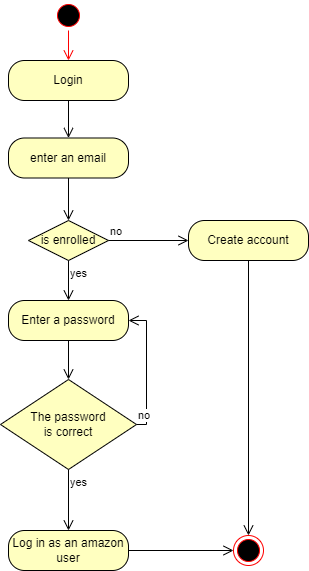 Login
enter an email
is enrolled
no
Create account
yes
Enter a password
The password
is correct
no
yes
Log in as an amazon
user